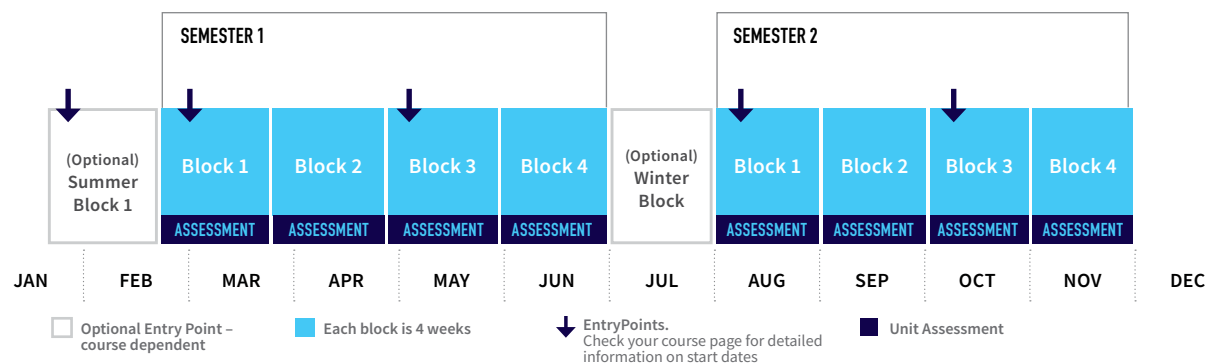 SEMESTER 1
SEMESTER 2
(Optional)
Summer
Block 1
Block 1
Block 2
Block 3
Block 4
(Optional)
Winter
Block
Block 1
Block 2
Block 3
Block 4
ASSESSMENT
ASSESSMENT
ASSESSMENT
ASSESSMENT
ASSESSMENT
ASSESSMENT
ASSESSMENT
ASSESSMENT
JAN
FEB
MAR
APR
MAY
JUN
JUL
AUG
SEP
OCT
NOV
DEC
Optional Entry Point –
course dependent
Each block is 4 weeks
EntryPoints.
Check your course page for detailed
information on start dates
Unit Assessment